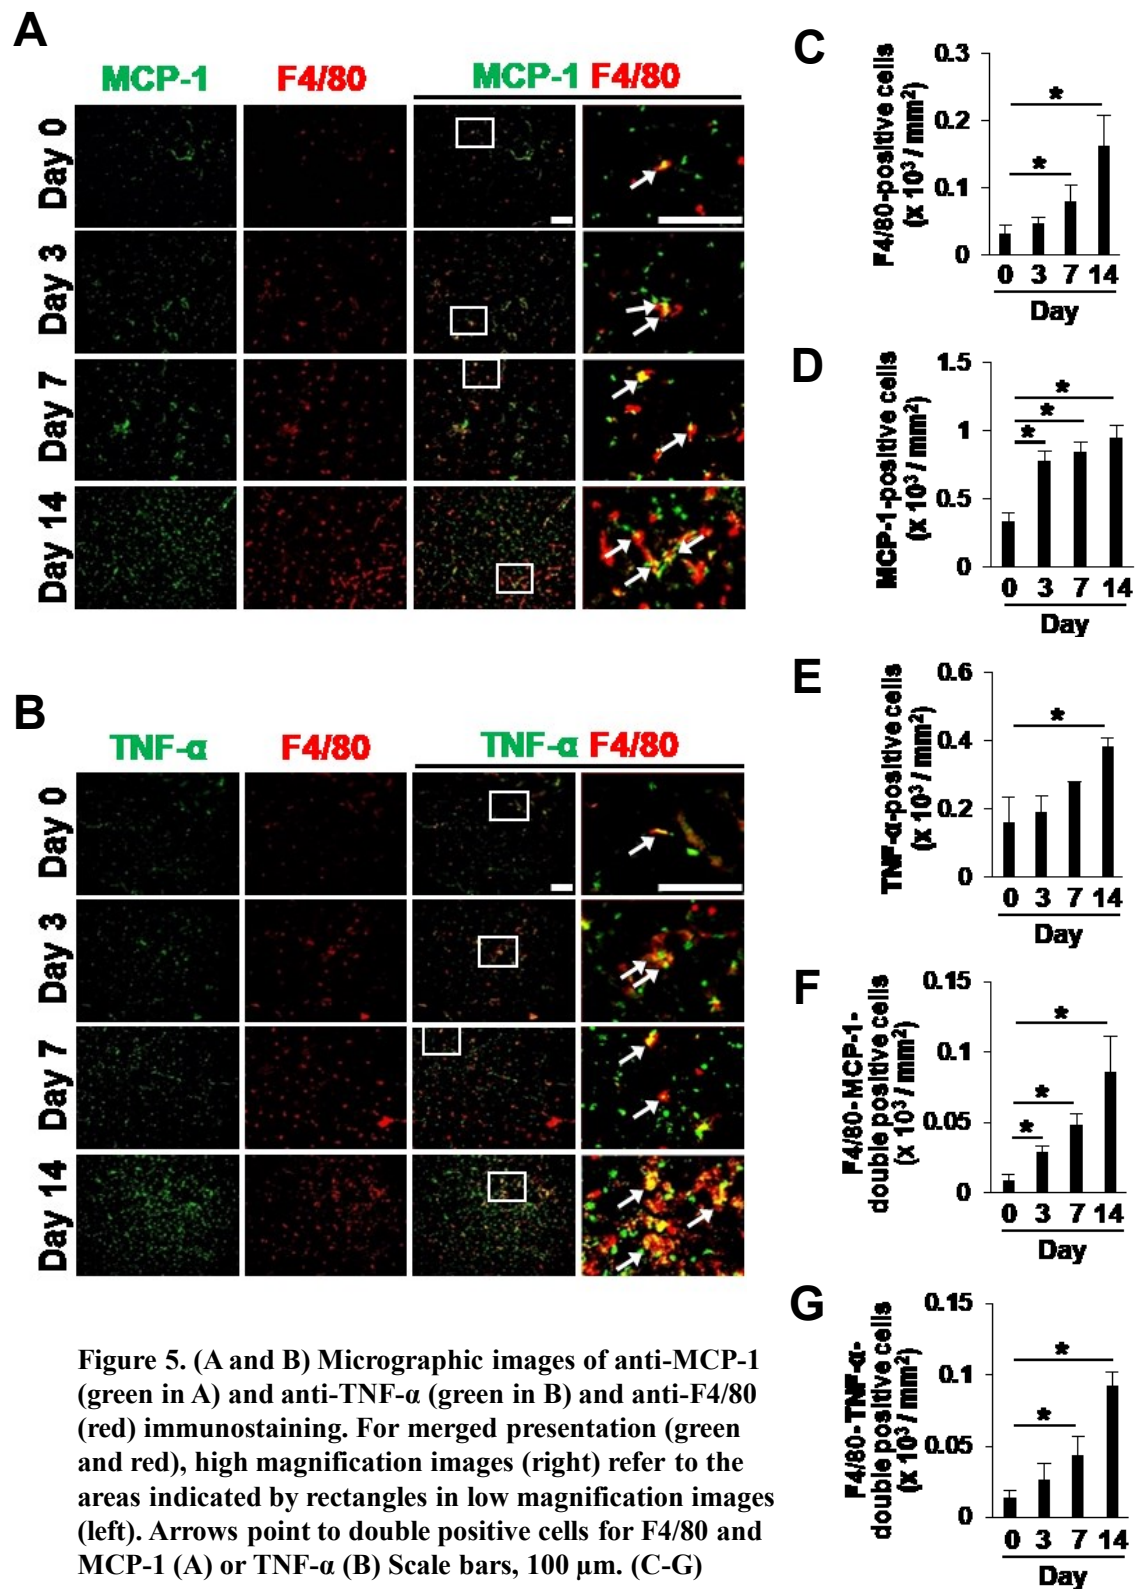 A
MCP-1 F4/80 MCP-1 F4/80
Day 0
Day 3
Day 7
Day 14
B
TNF-α F4/80 TNF-α F4/80
Day 0
Day 3
Day 7
Day 14
C
F4/80-positive cells
(x 10³ / mm²)
0.3
0.2
0.1
0
* *
0 3 7 14
Day
D
MCP-1-positive cells
(x 10³ / mm²)
1.5
1
0.5
0
* * *
0 3 7 14
Day
E
TNF-α-positive cells
(x 10³ / mm²)
0.6
0.4
0.2
0
*
0 3 7 14
Day
F
F4/80-MCP-1-
double positive cells
(x 10³ / mm²)
0.15
0.1
0.05
0
* * *
0 3 7 14
Day
G
F4/80-TNF-α-
double positive cells
(x 10³ / mm²)
0.15
0.1
0.05
0
* *
0 3 7 14
Day
Figure 5. (A and B) Micrographic images of anti-MCP-1
(green in A) and anti-TNF-α (green in B) and anti-F4/80
(red) immunostaining. For merged presentation (green
and red), high magnification images (right) refer to the
areas indicated by rectangles in low magnification images
(left). Arrows point to double positive cells for F4/80 and
MCP-1 (A) or TNF-α (B) Scale bars, 100 μm. (C-G)